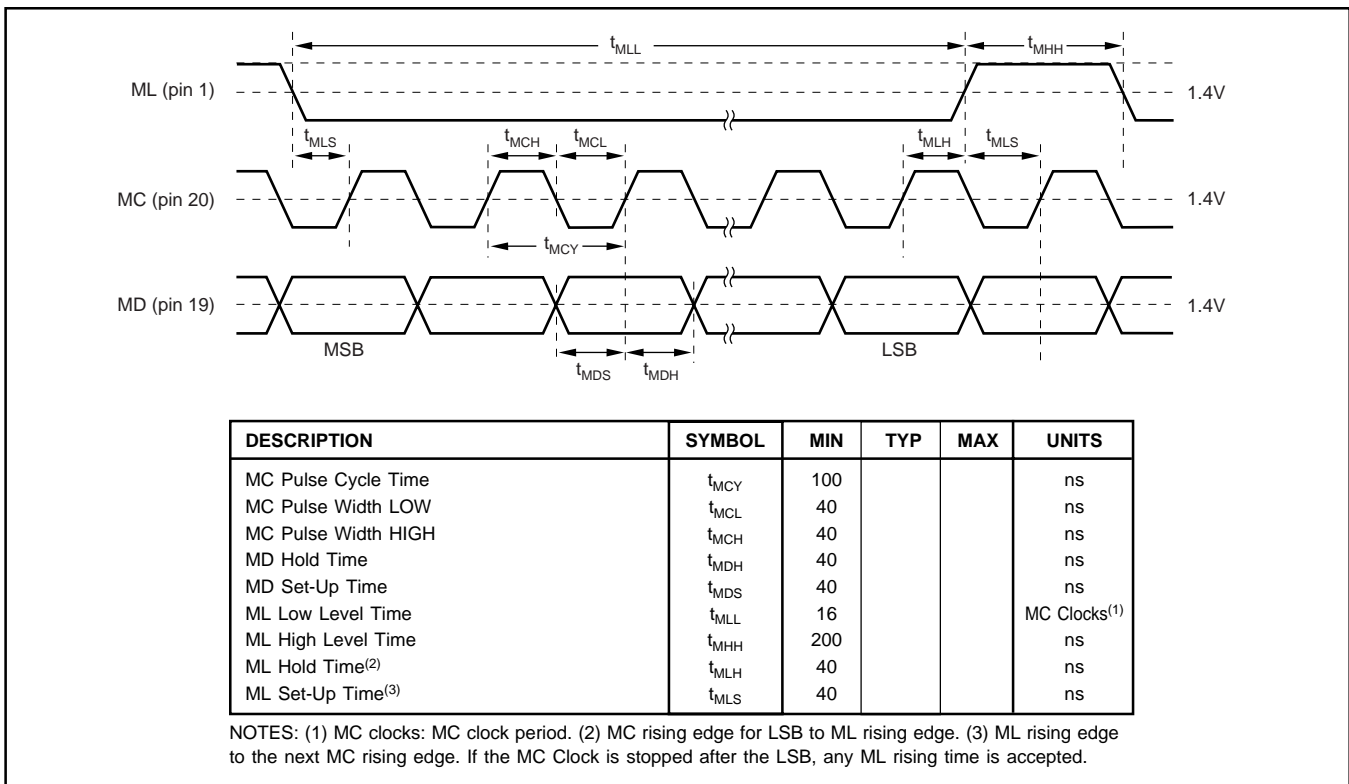 tMLL tMHH
ML (pin 1) 1.4V
tMLS tMCH tMCL tMLH tMLS
MC (pin 20) 1.4V
tMCY
MD (pin 19) 1.4V
MSB LSB
tMDS tMDH
DESCRIPTION SYMBOL MIN TYP MAX UNITS
MC Pulse Cycle Time tMCY 100 ns
MC Pulse Width LOW tMCL 40 ns
MC Pulse Width HIGH tMCH 40 ns
MD Hold Time tMDH 40 ns
MD Set-Up Time tMDS 40 ns
ML Low Level Time tMLL 16 MC Clocks(1)
ML High Level Time tMHH 200 ns
ML Hold Time(2) tMLH 40 ns
ML Set-Up Time(3) tMLS 40 ns
NOTES: (1) MC clocks: MC clock period. (2) MC rising edge for LSB to ML rising edge. (3) ML rising edge
to the next MC rising edge. If the MC Clock is stopped after the LSB, any ML rising time is accepted.